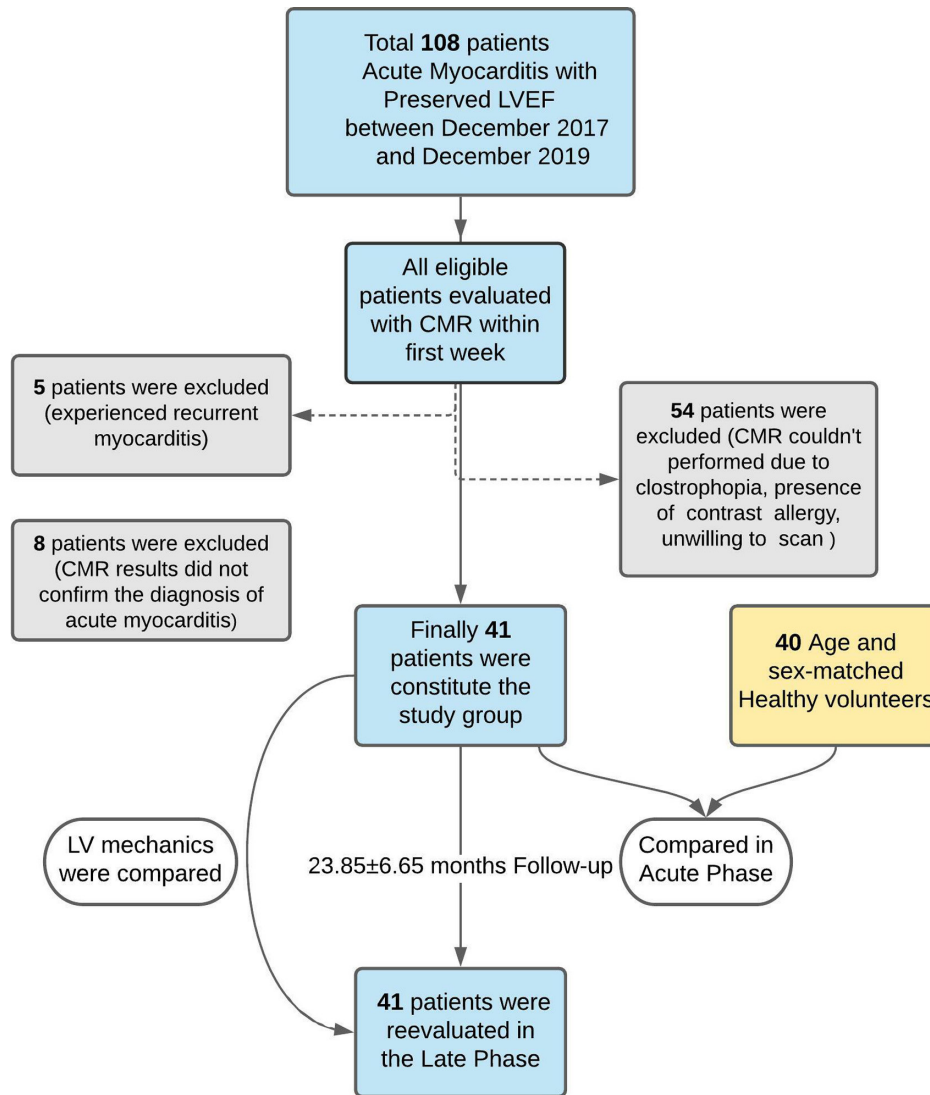 Total 108 patients
Acute Myocarditis with
Preserved LVEF
between December 2017
and December 2019
All eligible
patients evaluated
with CMR within
first week
5 patients were excluded
(experienced recurrent
myocarditis)
54 patients were
excluded (CMR couldn't
performed due to
clostrophopia, presence
of contrast allergy,
unwilling to scan )
8 patients were excluded
(CMR results did not
confirm the diagnosis of
acute myocarditis)
Finally 41
patients were
constitute the
study group
40 Age and
sex-matched
Healthy volunteers
LV mechanics
were compared
23.85±6.65 months Follow-up
Compared in
Acute Phase
41 patients were
reevaluated in
the Late Phase